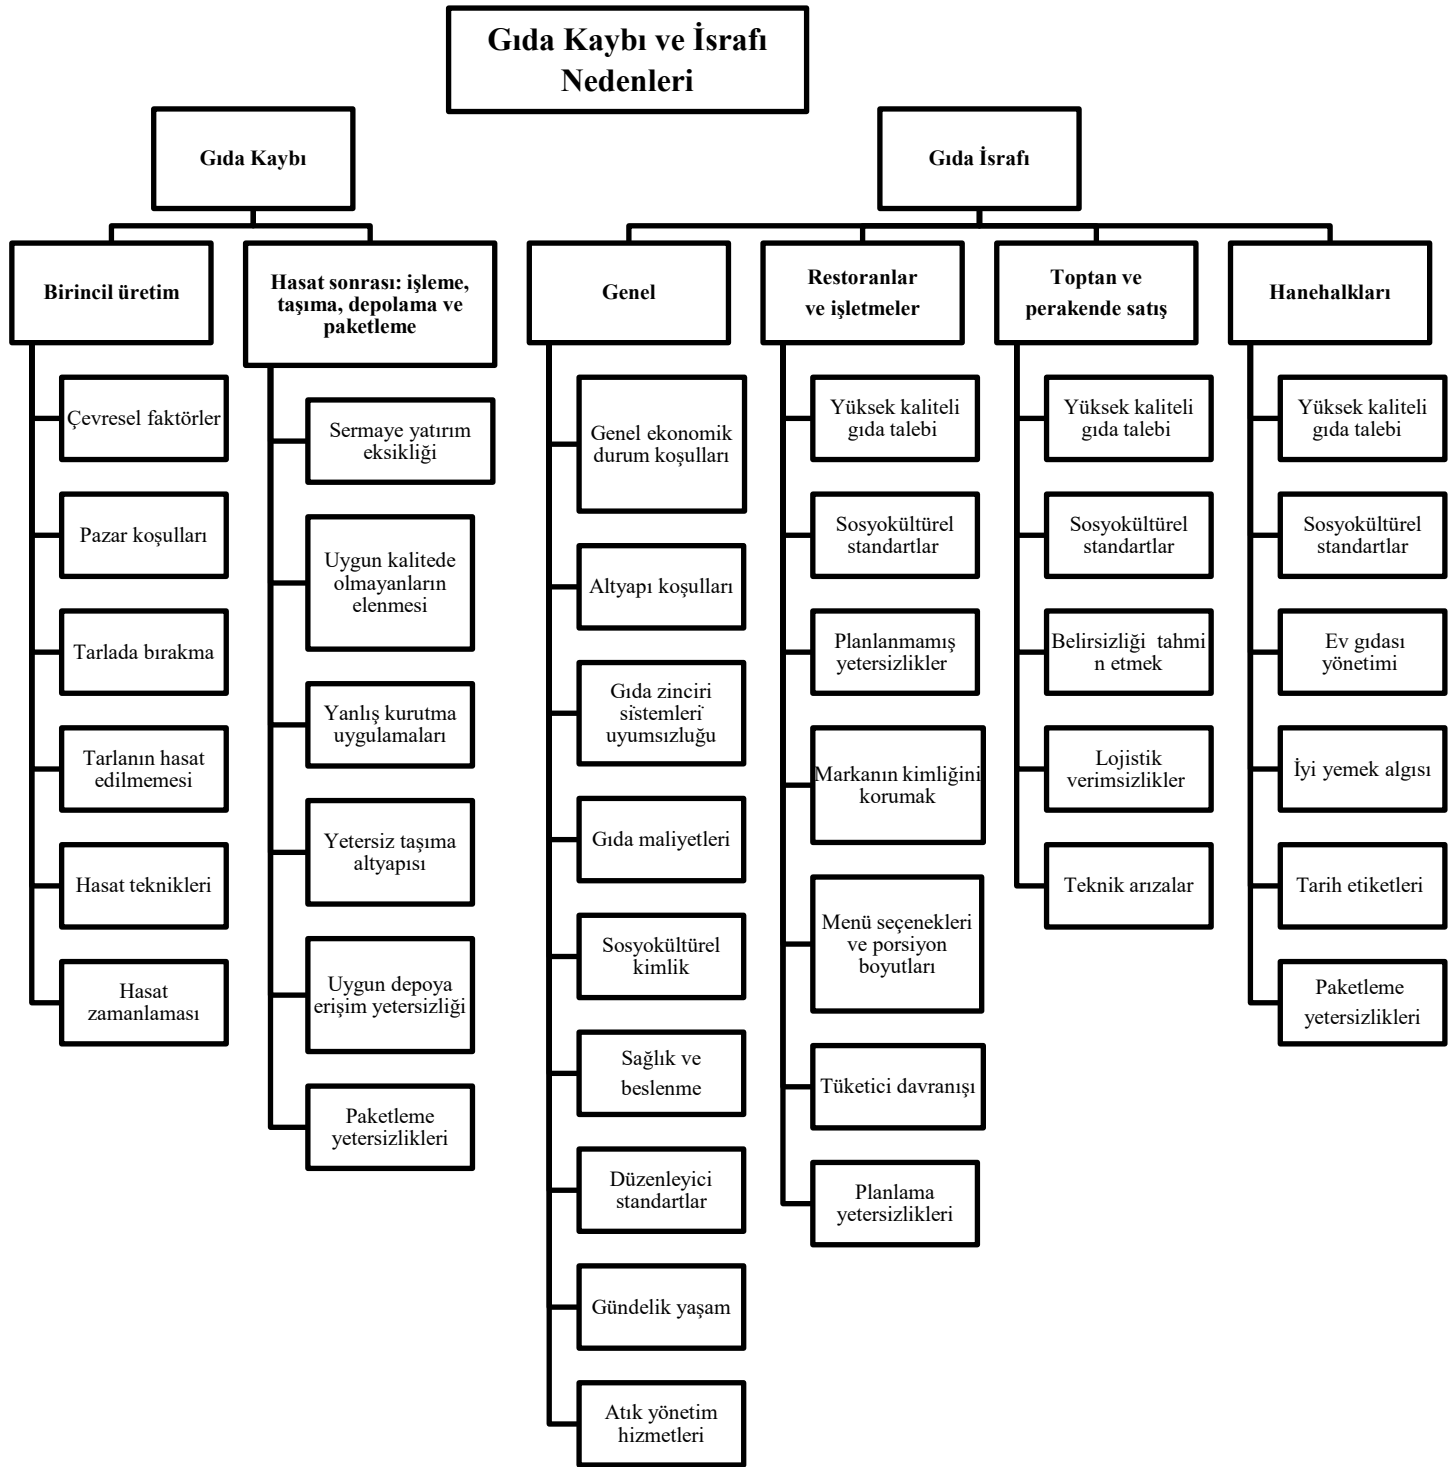 Gıda Kaybı ve İsrafı
Nedenleri
Gıda Kaybı
Gıda İsrafı
Birincil üretim
Hasat sonrası: işleme,
taşıma, depolama ve
paketleme
Genel
Restoranlar
ve işletmeler
Toptan ve
perakende satış
Hanehalkları
Çevresel faktörler
Pazar koşulları
Tarlada bırakma
Tarlanın hasat
edilmemesi
Hasat teknikleri
Hasat
zamanlaması
Sermaye yatırım
eksikliği
Uygun kalitede
olmayanların
elenmesi
Yanlış kurutma
uygulamaları
Yetersiz taşıma
altyapısı
Uygun depoya
erişim yetersizliği
Paketleme
yetersizlikleri
Genel ekonomik
durum koşulları
Altyapı koşulları
Gıda zinciri
sistemleri
uyumsızluğu
Gıda maliyetleri
Sosyokültürel
kimlik
Sağlık ve
beslenme
Düzenleyici
standartlar
Gündelik yaşam
Atık yönetim
hizmetleri
Yüksek kaliteli
gıda talebi
Sosyokültürel
standartlar
Planlanmamış
yetersizlikler
Markanın kimliğini
korumak
Menü seçenekleri
ve porsiyon
boyutları
Tüketici davranışı
Planlama
yetersizlikleri
Yüksek kaliteli
gıda talebi
Sosyokültürel
standartlar
Belirsizliği tahmi
n etmek
Lojistik
verimsizlikler
Teknik arızalar
Yüksek kaliteli
gıda talebi
Sosyokültürel
standartlar
Ev gıdası
yönetimi
İyi yemek algısı
Tarih etiketleri
Paketleme
yetersizlikleri